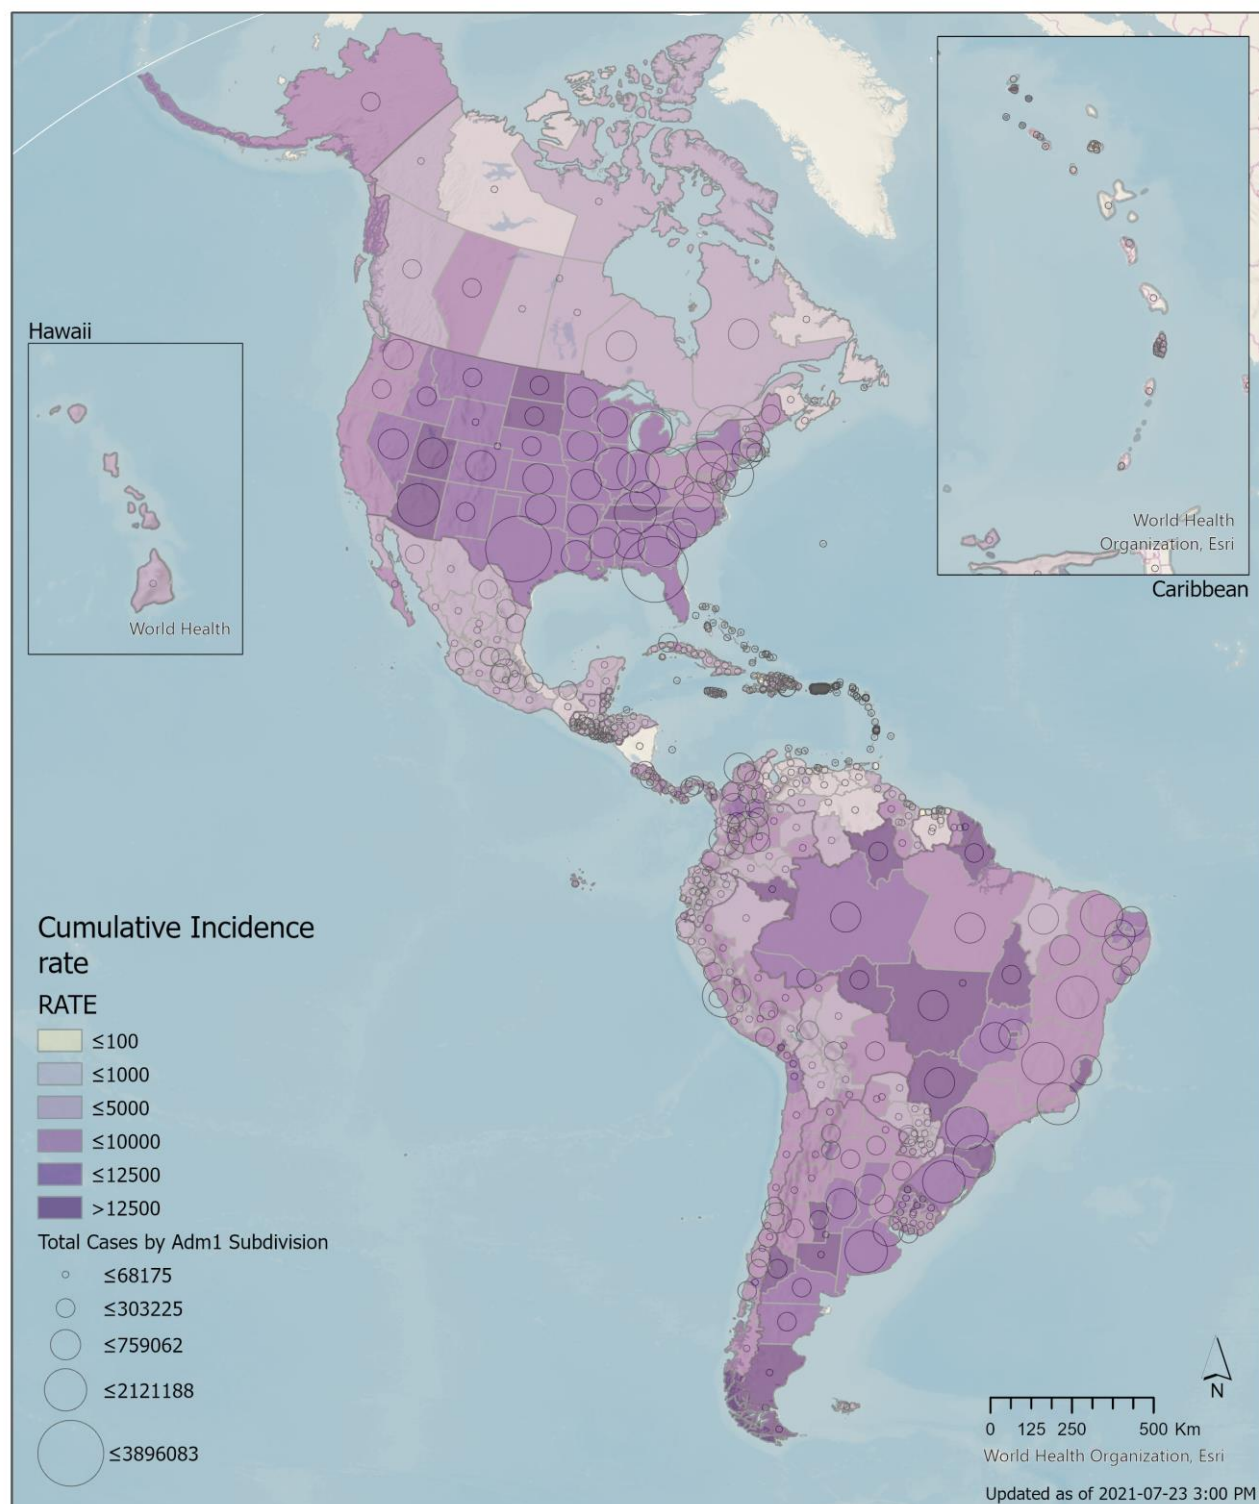 Hawaii
World Health
World Health
Organization, Esri
Caribbean
Cumulative Incidence
rate
RATE
≤100
≤1000
≤5000
≤10000
≤12500
>12500
Total Cases by Adm1 Subdivision
≤68175
≤303225
≤759062
≤2121188
≤3896083
N
0 125 250 500 Km
World Health Organization, Esri
Updated as of 2021-07-23 3:00 PM